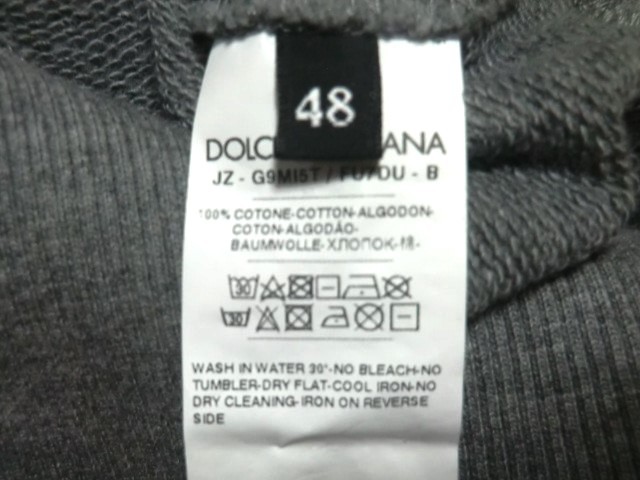 48
DOLC ANA
JZ - G9MI5T / FU7DU - B
100% COTONE-COTTON-ALGODON-
COTON-ALGODÃO-
BAUMWOLLE-ХЛОПОК-棉-
WASH IN WATER 30°-NO BLEACH-NO
TUMBLER-DRY FLAT-COOL IRON-NO
DRY CLEANING-IRON ON REVERSE
SIDE